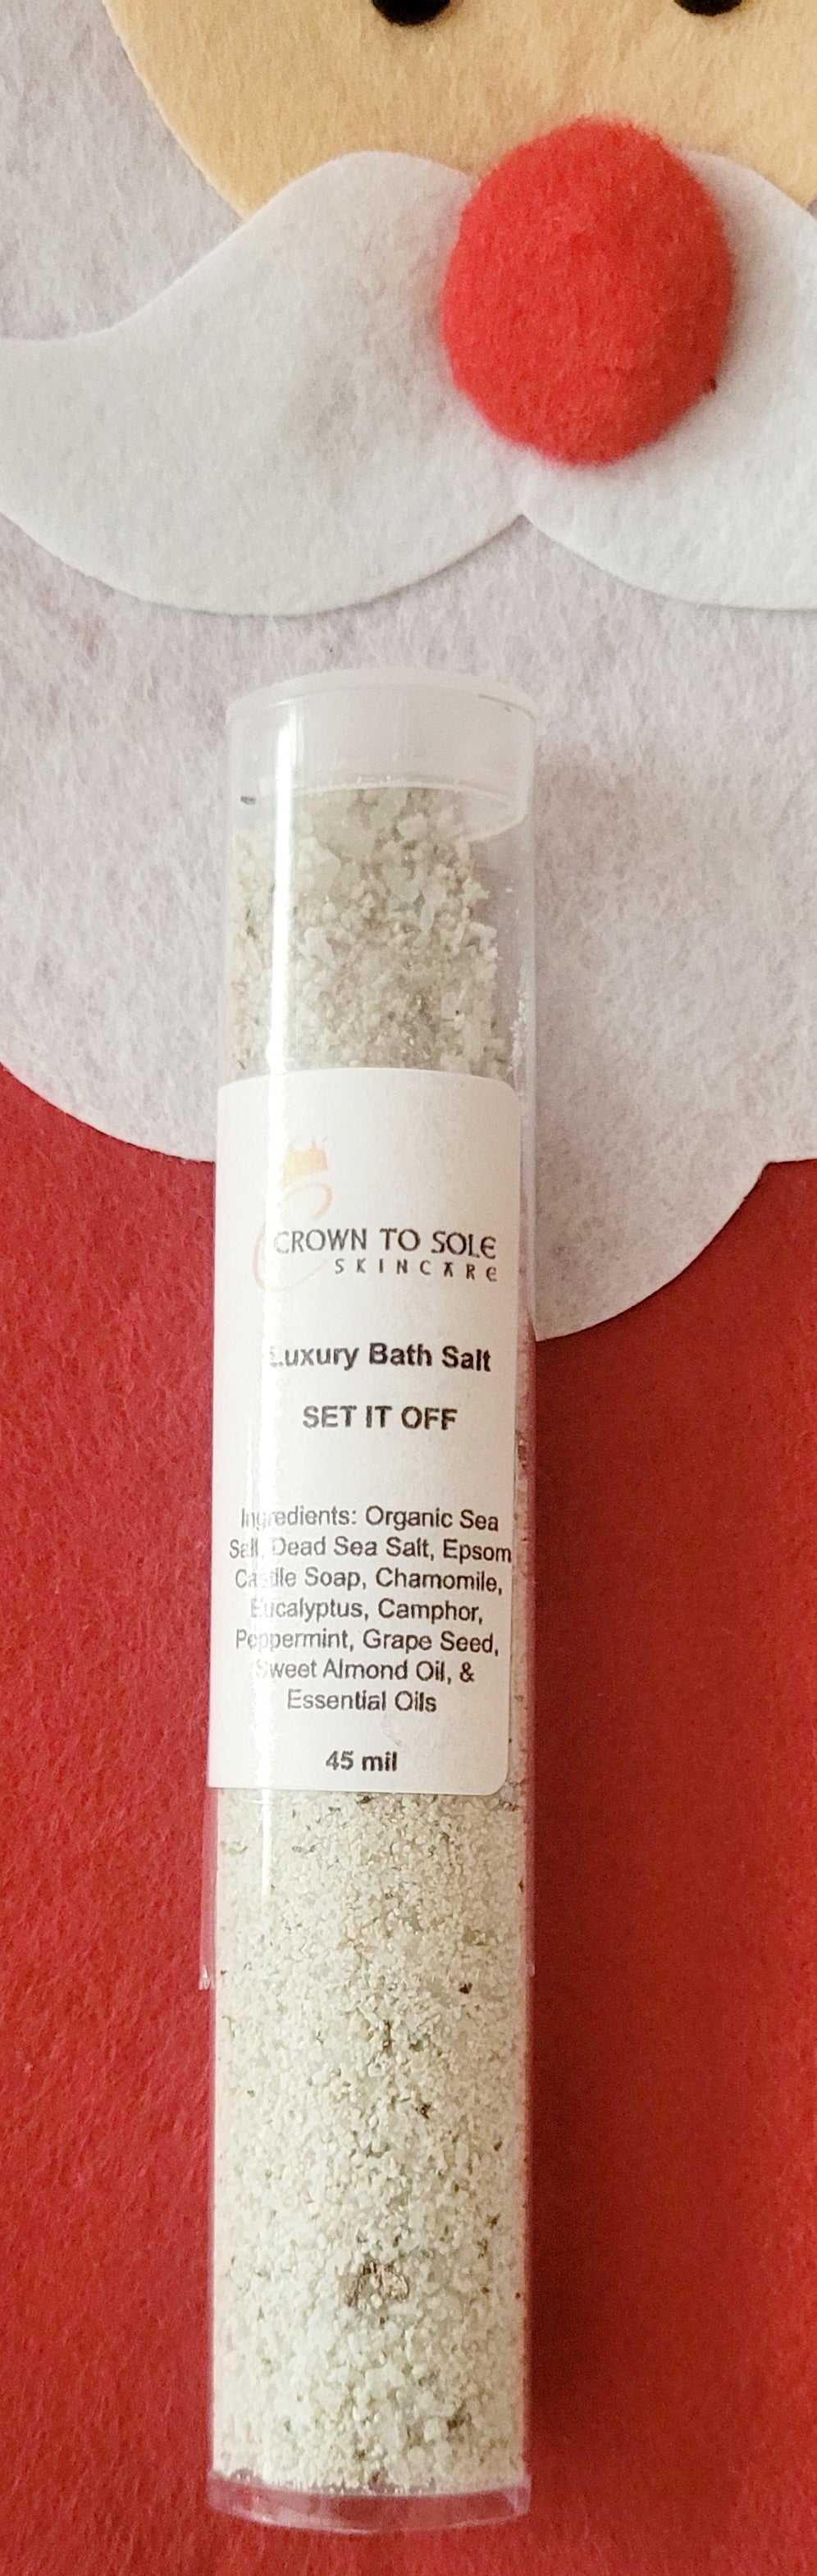 CROWN TO SOLE
SKINCARE
Luxury Bath Salt
SET IT OFF
Ingredients: Organic Sea
Salt, Dead Sea Salt, Epsom
Castile Soap, Chamomile,
Eucalyptus, Camphor,
Peppermint, Grape Seed,
Sweet Almond Oil, &
Essential Oils
45 mil